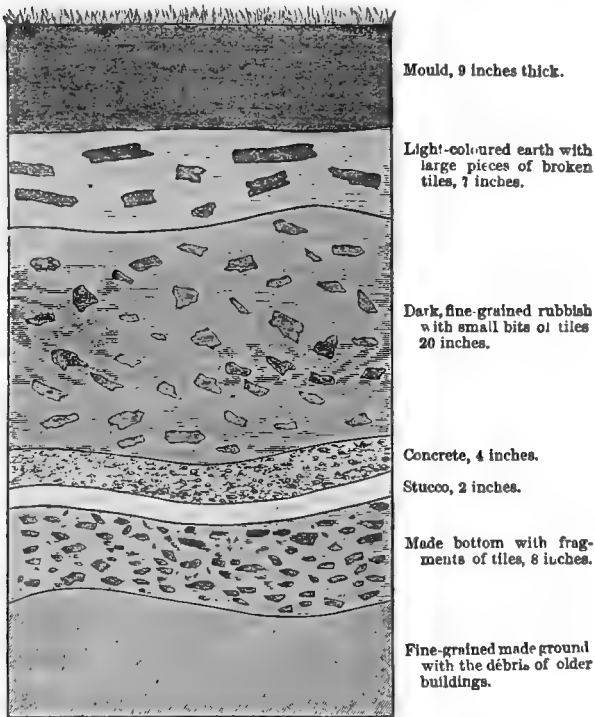 Mould, 9 inches thick.
Light-coloured earth with
large pieces of broken
tiles, 7 inches.
Dark, fine-grained rubbish
with small bits of tiles
20 inches.
Concrete, 4 inches.
Stucco, 2 inches.
Made bottom with frag-
ments of tiles, 8 inches.
Fine-grained made ground
with the débris of older
buildings.